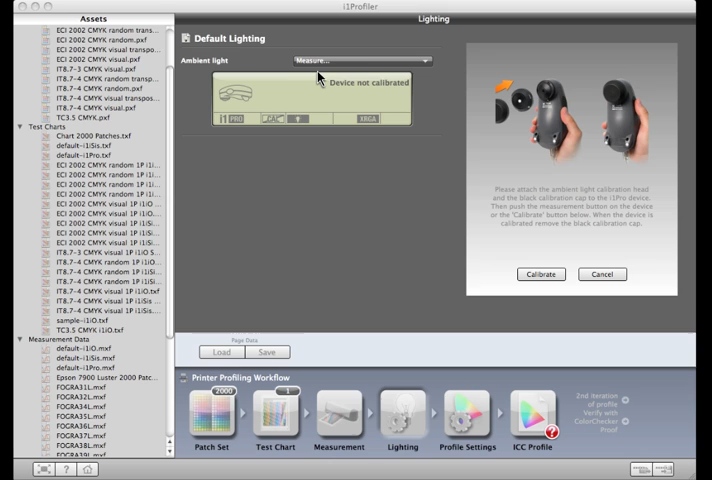 i1Profiler
Assets
Lighting
ECI 2002 CMYK random trans...
ECI 2002 CMYK random.pxf
ECI 2002 CMYK visual transpo...
ECI 2002 CMYK visual.pxf
IT8.7-3 CMYK visual.pxf
IT8.7-4 CMYK random transp...
IT8.7-4 CMYK random.pxf
IT8.7-4 CMYK visual transpos...
IT8.7-4 CMYK visual.pxf
TC3.5 CMYK.pxf
Test Charts
Chart 2000 Patches.txf
default-i1iSis.txf
default-i1Pro.txf
ECI 2002 CMYK random 1P i1i...
ECI 2002 CMYK random 1P i1i...
ECI 2002 CMYK random 1P i1i...
ECI 2002 CMYK random 1P i1i...
ECI 2002 CMYK visual 1P i1iO ...
ECI 2002 CMYK visual 1P i1iO ...
ECI 2002 CMYK visual 1P i1iSi...
ECI 2002 CMYK visual 1P i1iSi...
IT8.7-3 CMYK visual 1P i1iO S...
IT8.7-4 CMYK random 1P i1iO ...
IT8.7-4 CMYK random 1P i1iSi...
IT8.7-4 CMYK random 1P i1iSi...
IT8.7-4 CMYK visual 1P i1iO.txf
IT8.7-4 CMYK visual 1P i1iSis ...
IT8.7-4 CMYK visual 1P i1iSis ...
sample-i1iO.txf
TC3.5 CMYK i1iO.txf
Measurement Data
default-i1iO.mxf
default-i1iSis.mxf
default-i1Pro.mxf
Epson 7900 Luster 2000 Patc...
FOGRA31L.mxf
FOGRA32L.mxf
FOGRA34L.mxf
FOGRA35L.mxf
FOGRA36L.mxf
FOGRA37L.mxf
FOGRA38L.mxf
FOGRA39L.mxf
Default Lighting
Ambient light
Measure...
Device not calibrated
i1 PRO
XRGA
Please attach the ambient light calibration head
and the black calibration cap to the i1Pro device.
Then push the measurement button on the device
or the 'Calibrate' button below. When the device is
calibrated remove the black calibration cap.
Calibrate
Cancel
Page Data
Load
Save
Printer Profiling Workflow
2000
1
Patch Set
Test Chart
Measurement
Lighting
Profile Settings
ICC Profile
2nd iteration
of profile
Verify with
ColorChecker
Proof